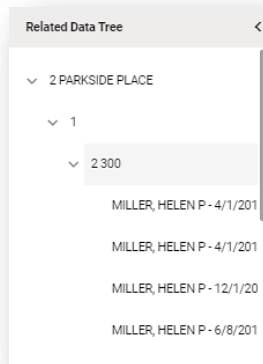 Related Data Tree
2 PARKSIDE PLACE
1
2 300
MILLER, HELEN P - 4/1/201
MILLER, HELEN P - 4/1/201
MILLER, HELEN P - 12/1/20
MILLER, HELEN P - 6/8/201